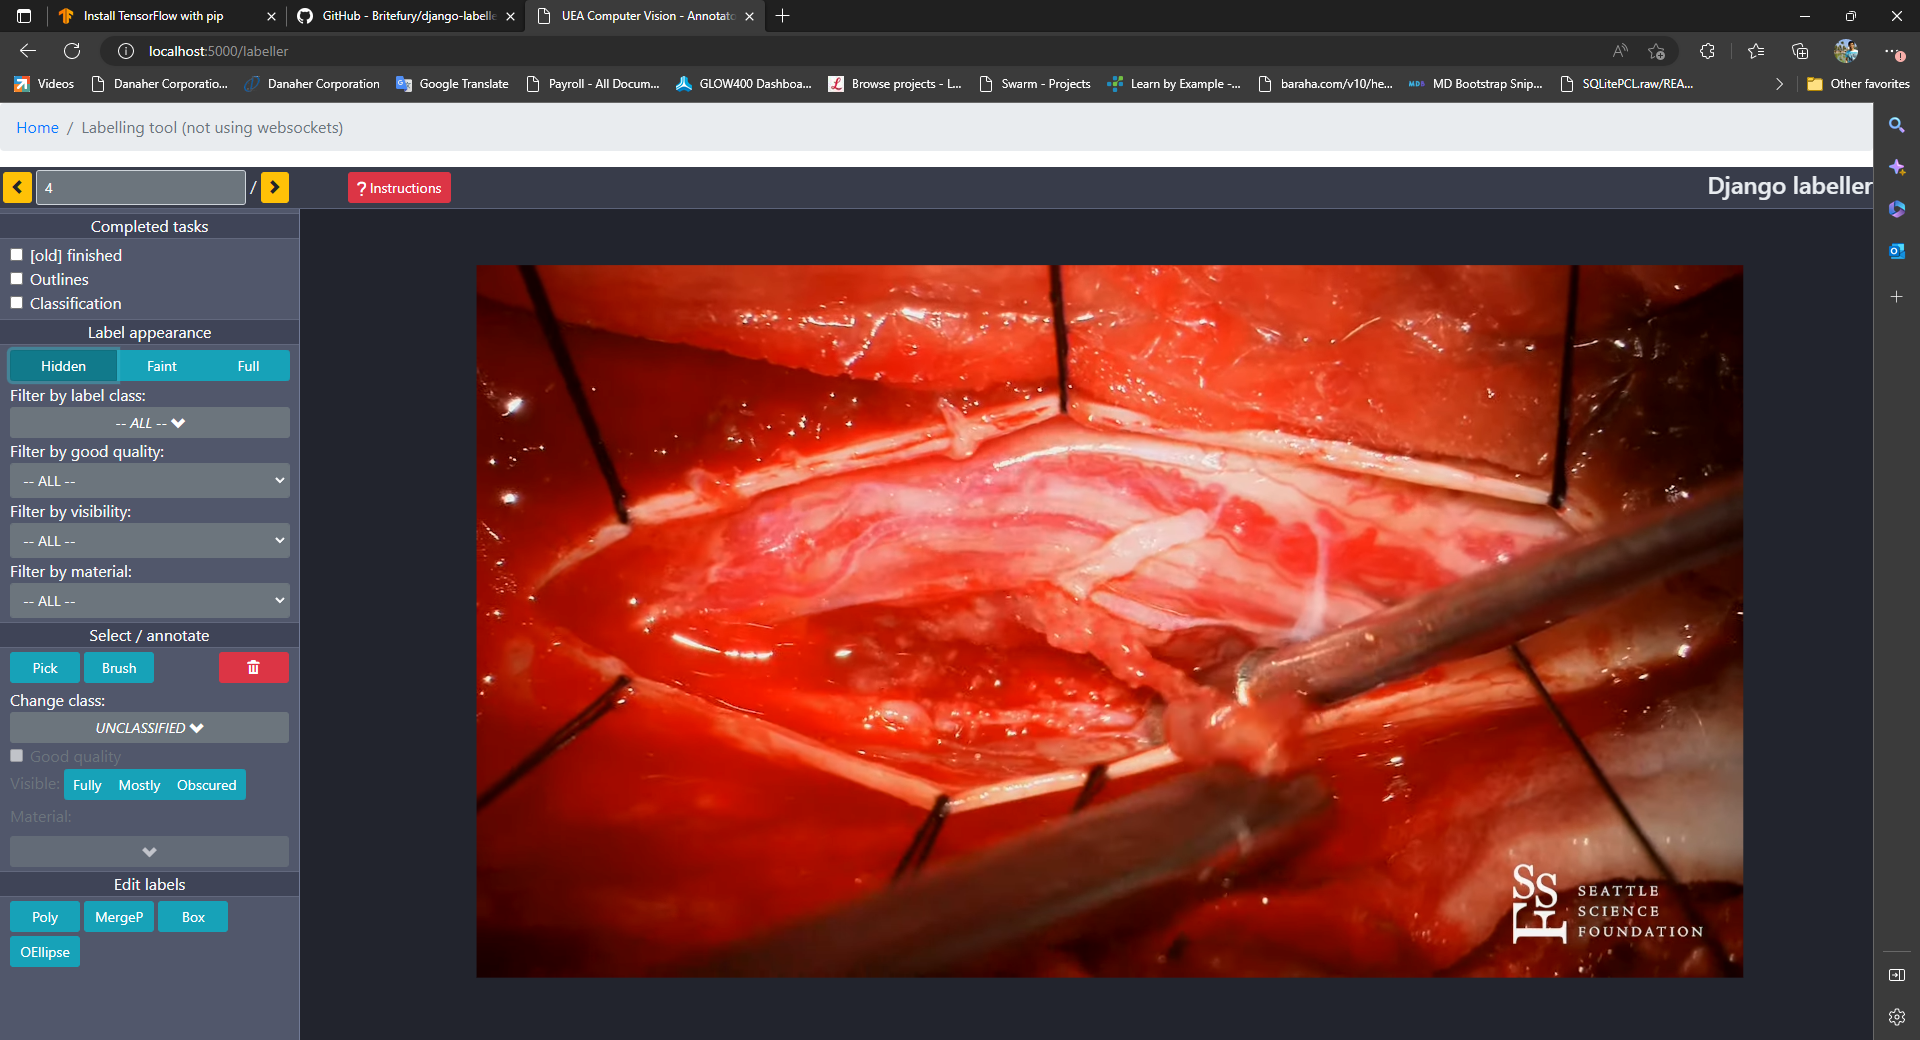 Install TensorFlow with pip
GitHub - Britefury/django-labelle
UEA Computer Vision - Annotato
localhost:5000/labeller
Videos
Danaher Corporatio...
Danaher Corporation
Google Translate
Payroll - All Docum...
GLOW400 Dashboa...
Browse projects - L...
Swarm - Projects
Learn by Example -...
baraha.com/v10/he...
MD Bootstrap Snip...
SQLitePCL.raw/REA...
Other favorites
Home / Labelling tool (not using websockets)
4 /
? Instructions
Django labeller
Completed tasks
[old] finished
Outlines
Classification
Label appearance
Hidden Faint Full
Filter by label class:
-- ALL --
Filter by good quality:
-- ALL --
Filter by visibility:
-- ALL --
Filter by material:
-- ALL --
Select / annotate
Pick Brush
Change class:
UNCLASSIFIED
Good quality
Visible: Fully Mostly Obscured
Material:
Edit labels
Poly MergeP Box
OEllipse
SSF
SEATTLE
SCIENCE
FOUNDATION